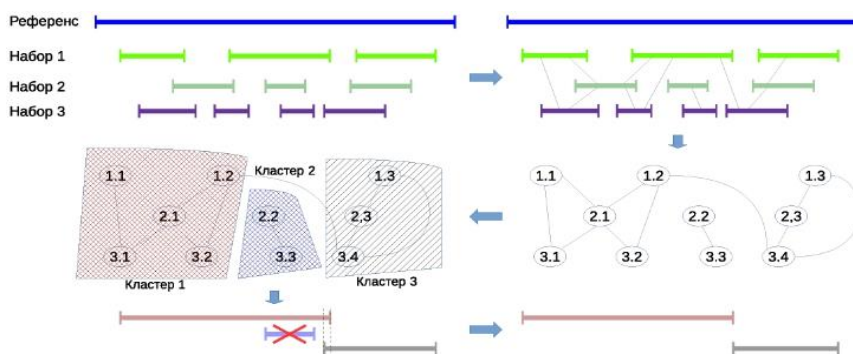 Референс
Набор 1
Набор 2
Набор 3
1.1
1.2
Кластер 2
1.3
2.1
2.2
2,3
3.1
3.2
3.3
3.4
Кластер 1
Кластер 3
1.1
1.2
1.3
2.1
2.2
2,3
3.1
3.2
3.3
3.4